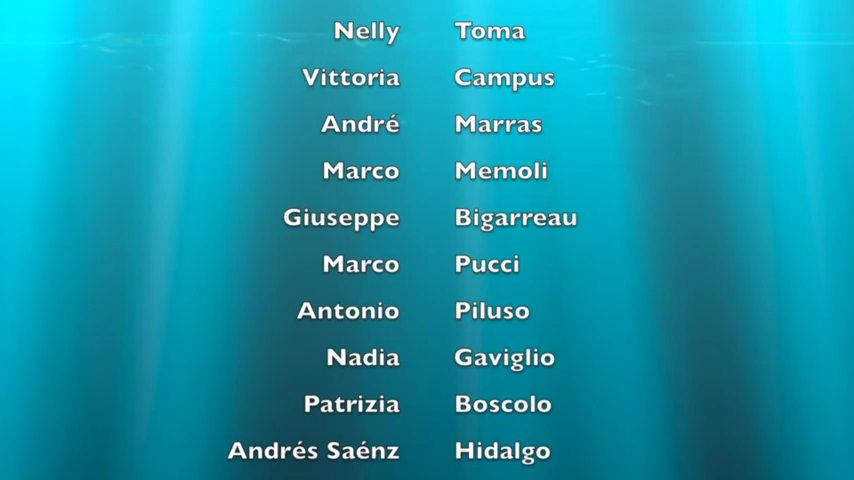 Nelly Toma
Vittoria Campus
André Marras
Marco Memoli
Giuseppe Bigarreau
Marco Pucci
Antonio Piluso
Nadia Gaviglio
Patrizia Boscolo
Andrés Saénz Hidalgo